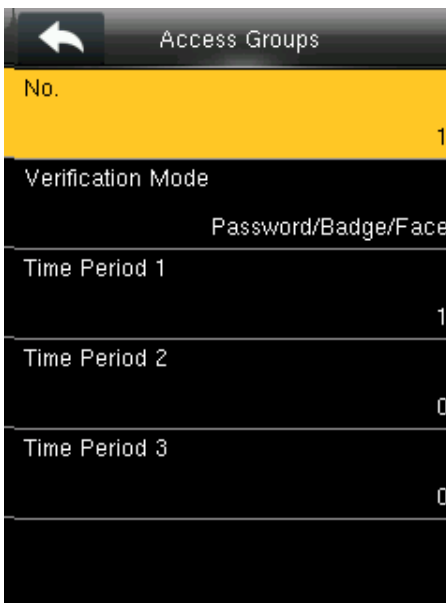 Access Groups
No.
1
Verification Mode
Password/Badge/Face
Time Period 1
1
Time Period 2
0
Time Period 3
0